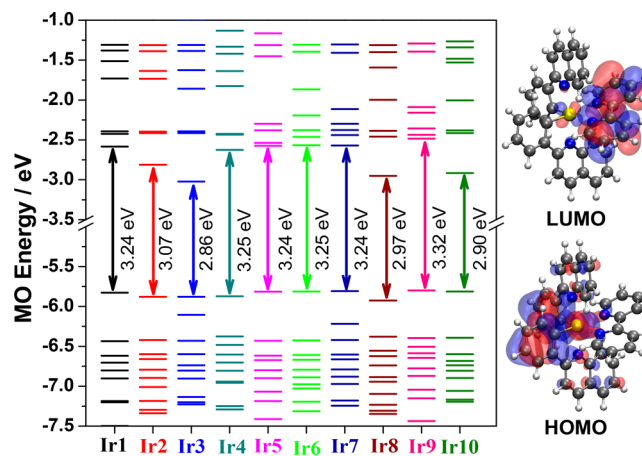 MO Energy / eV
-1.0
-1.5
-2.0
-2.5
-3.0
-3.5
-5.5
-6.0
-6.5
-7.0
-7.5
3.24 eV
3.07 eV
2.86 eV
3.25 eV
3.24 eV
3.25 eV
3.24 eV
2.97 eV
3.32 eV
2.90 eV
Ir1 Ir2 Ir3 Ir4 Ir5 Ir6 Ir7 Ir8 Ir9 Ir10
LUMO
HOMO